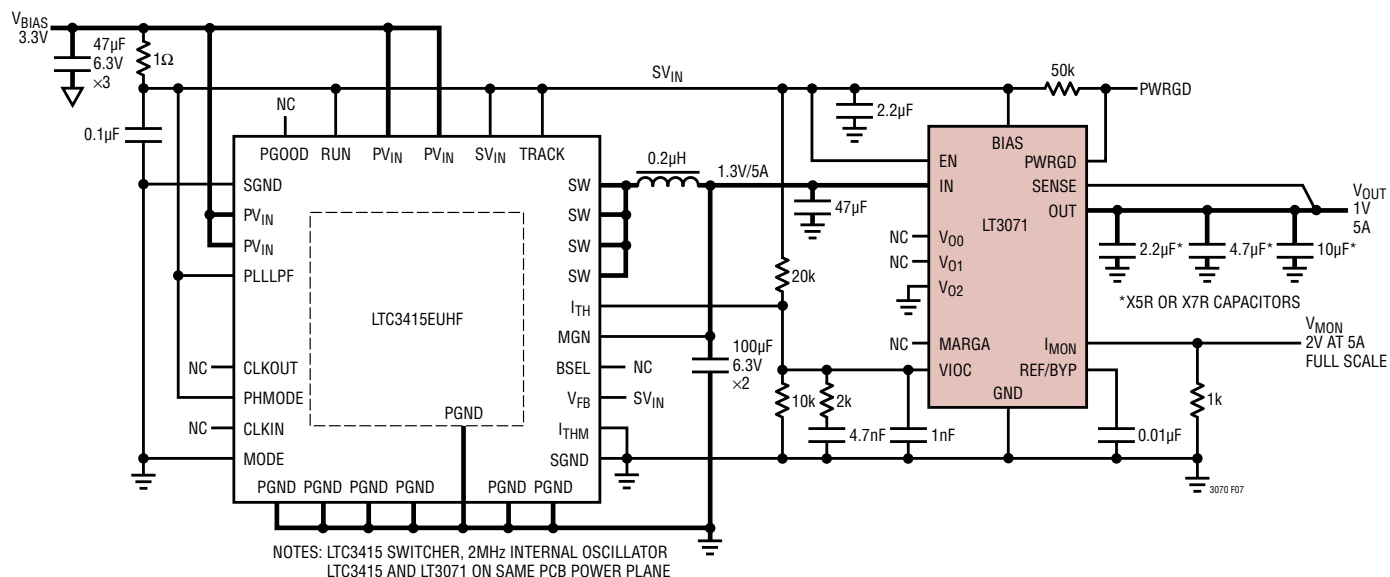 VBIAS
3.3V
47µF
6.3V
×3
1Ω
0.1µF
NC
SVIN
50k
PWRGD
2.2µF
PGOOD RUN PVIN PVIN SVIN TRACK
SGND
PVIN
PVIN
PLLLPF
NC CLKOUT
PHMODE
NC CLKIN
MODE
LTC3415EUHF
PGND
PGND PGND PGND PGND PGND PGND
SW
SW
SW
SW
ITH
MGN
BSEL NC
VFB SVIN
ITHM
SGND
0.2µH
1.3V/5A
47µF
20k
100µF
6.3V
×2
10k
2k
4.7nF
1nF
BIAS
EN
PWRGD
IN
SENSE
OUT
LT3071
NC VO0
NC VO1
VO2
NC MARGA
IMON
VIOC
REF/BYP
GND
VOUT
1V
5A
2.2µF* 4.7µF* 10µF*
*X5R OR X7R CAPACITORS
VMON
2V AT 5A
FULL SCALE
1k
0.01µF
3070 F07
NOTES: LTC3415 SWITCHER, 2MHz INTERNAL OSCILLATOR
LTC3415 AND LT3071 ON SAME PCB POWER PLANE